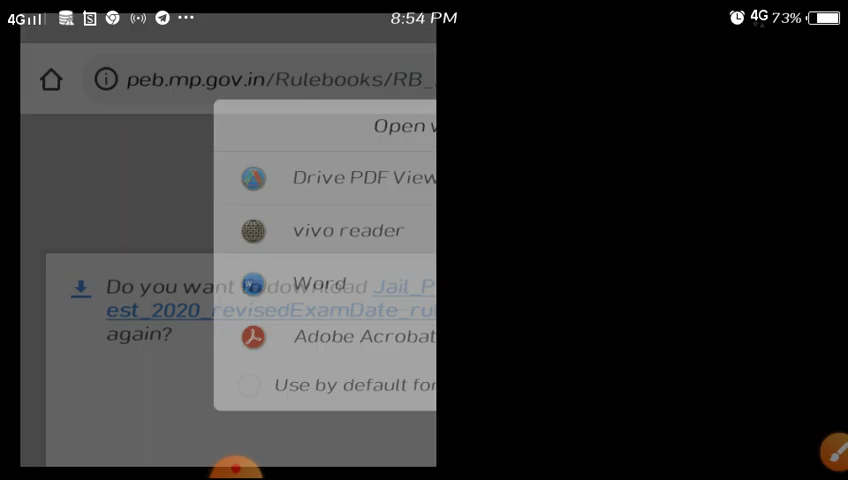 4G 8:54 PM 4G 73%
peb.mp.gov.in/Rulebooks/RB_
Open
Drive PDF View
vivo reader
Word
Do you want to download Jail_P
est_2020_revisedExamDate_ru
again?
Adobe Acrobat
Use by default for